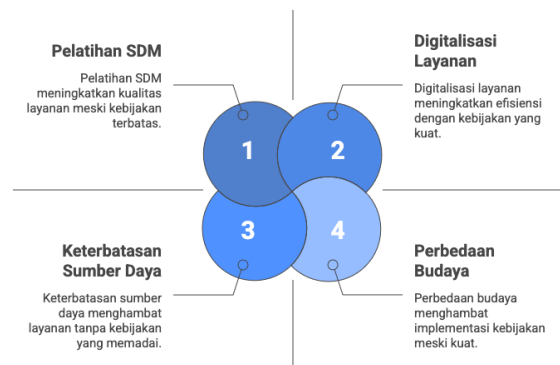 Pelatihan SDM
Pelatihan SDM
meningkatkan kualitas
layanan meski kebijakan
terbatas.
1
Digitalisasi
Layanan
Digitalisasi layanan
meningkatkan efisiensi
dengan kebijakan yang
kuat.
2
Keterbatasan
Sumber Daya
Keterbatasan sumber
daya menghambat
layanan tanpa kebijakan
yang memadai.
3
Perbedaan
Budaya
Perbedaan budaya
menghambat
implementasi kebijakan
meski kuat.
4